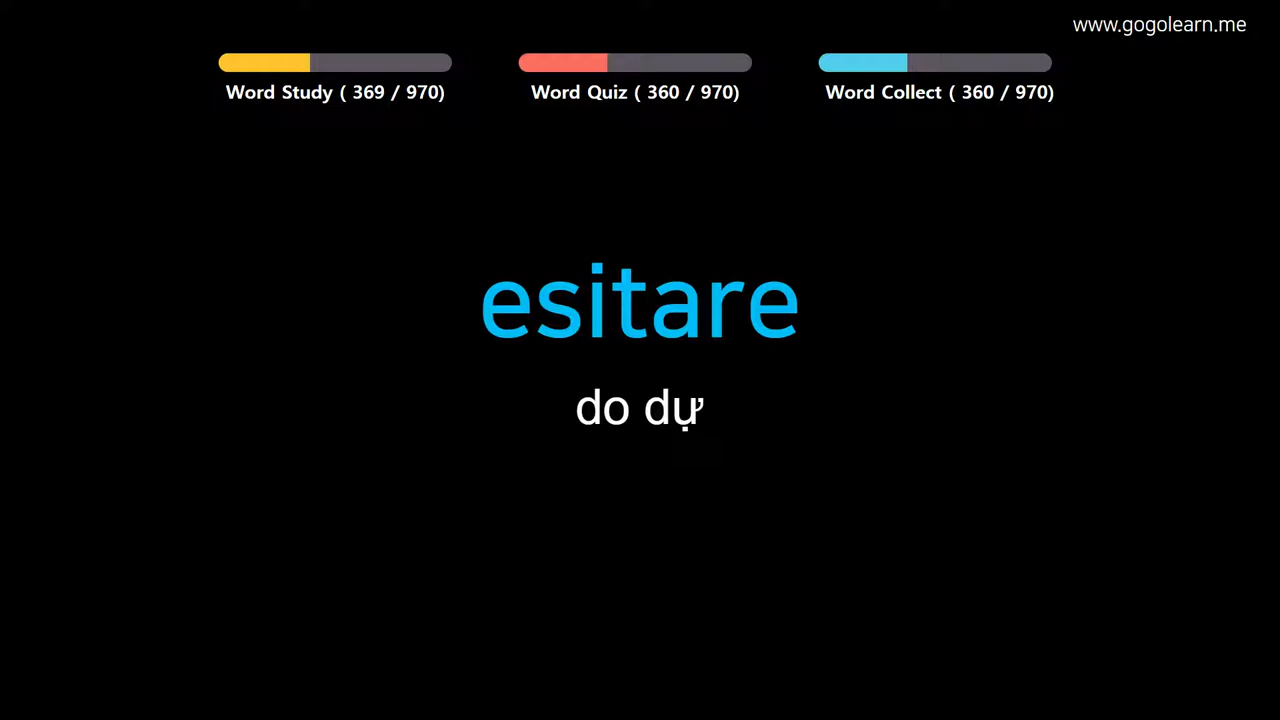 www.gogolearn.me
Word Study ( 369 / 970)
Word Quiz ( 360 / 970)
Word Collect ( 360 / 970)
esitare
do dự